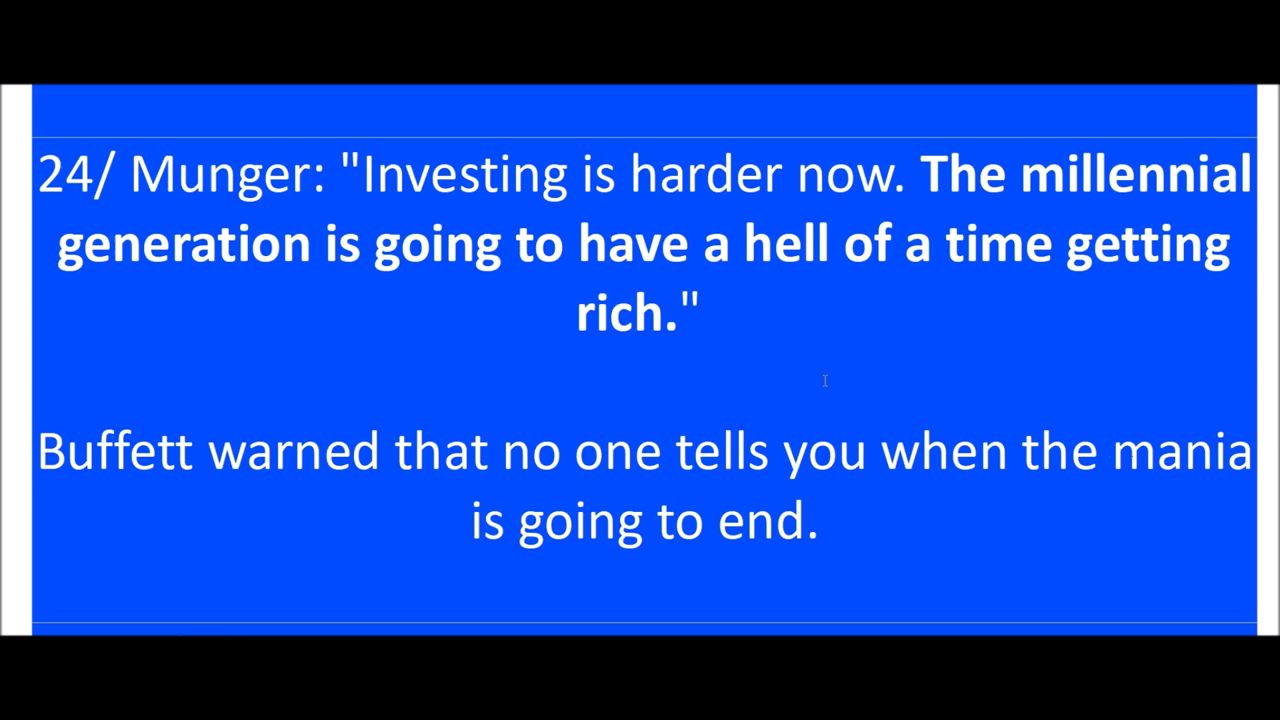 24/ Munger: "Investing is harder now. The millennial
generation is going to have a hell of a time getting
rich."
Buffett warned that no one tells you when the mania
is going to end.